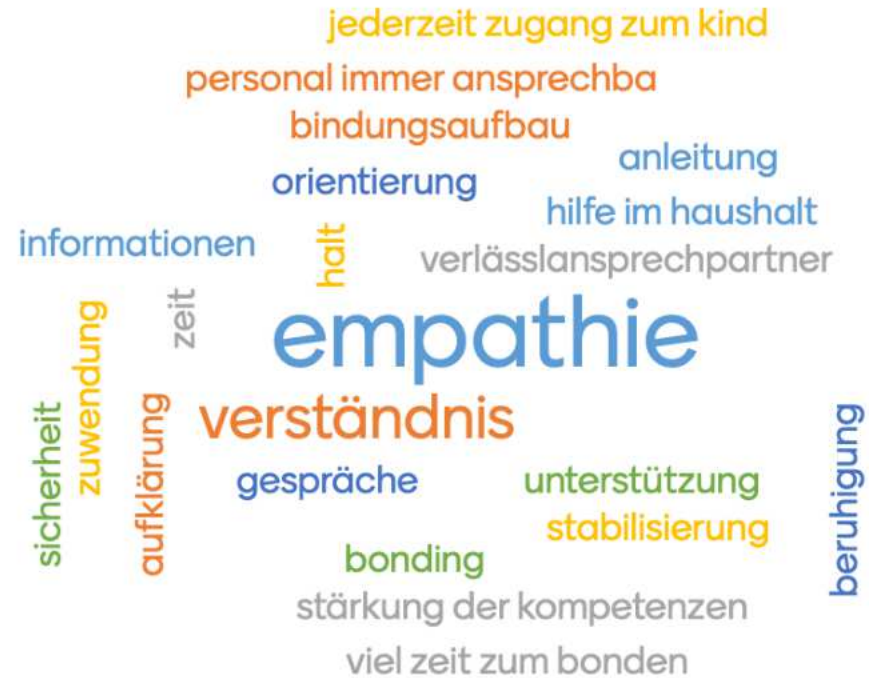 jederzeit zugang zum kind
personal immer ansprechba
bindungsaufbau
anleitung
orientierung
hilfe im haushalt
informationen
halt
verlässlansprechpartner
zeit
empathie
zuwendung
verständnis
sicherheit
aufklärung
beruhigung
gespräche
unterstützung
stabilisierung
bonding
stärkung der kompetenzen
viel zeit zum bonden